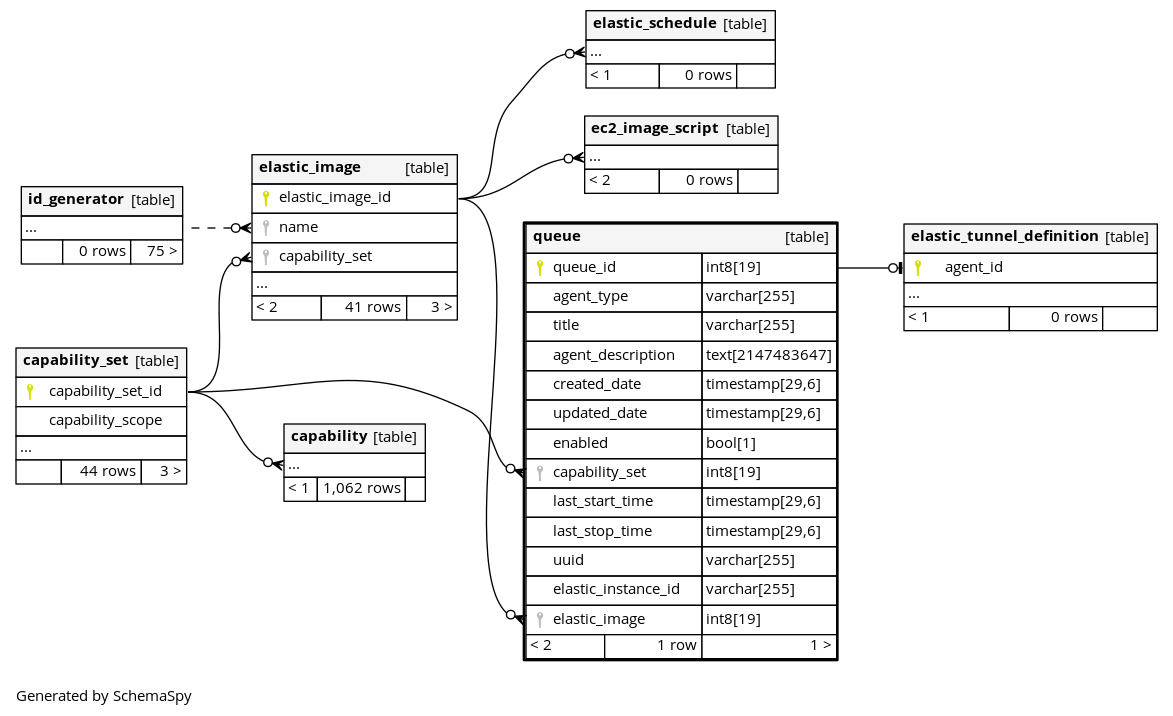 elastic_schedule [table]
...
< 1 0 rows
ec2_image_script [table]
...
< 2 0 rows
elastic_image [table]
elastic_image_id
name
capability_set
...
< 2 41 rows 3 >
id_generator [table]
...
0 rows 75 >
queue [table]
queue_id int8[19]
agent_type varchar[255]
title varchar[255]
agent_description text[2147483647]
created_date timestamp[29,6]
updated_date timestamp[29,6]
enabled bool[1]
capability_set int8[19]
last_start_time timestamp[29,6]
last_stop_time timestamp[29,6]
uuid varchar[255]
elastic_instance_id varchar[255]
elastic_image int8[19]
< 2 1 row 1 >
elastic_tunnel_definition [table]
agent_id
...
< 1 0 rows
capability_set [table]
capability_set_id
capability_scope
...
44 rows 3 >
capability [table]
...
< 1 1,062 rows
Generated by SchemaSpy